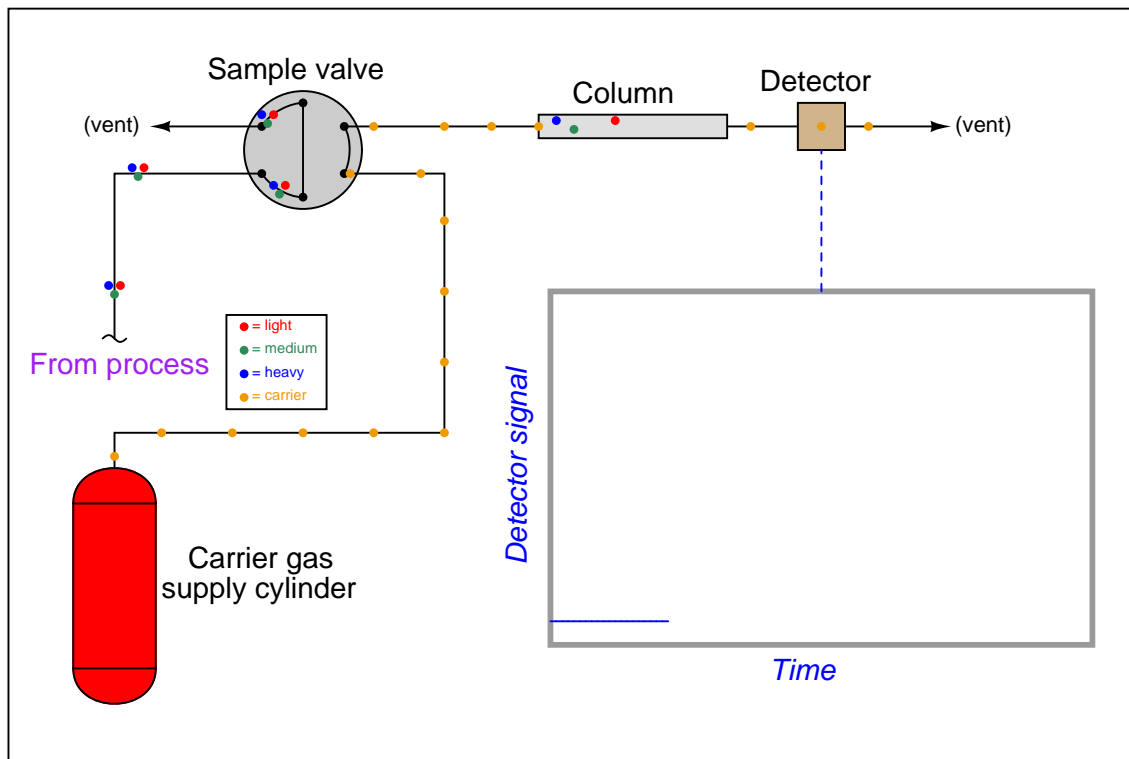 Sample valve
Column
Detector
(vent)
(vent)
From process
= light
= medium
= heavy
= carrier
Detector signal
Carrier gas
supply cylinder
Time